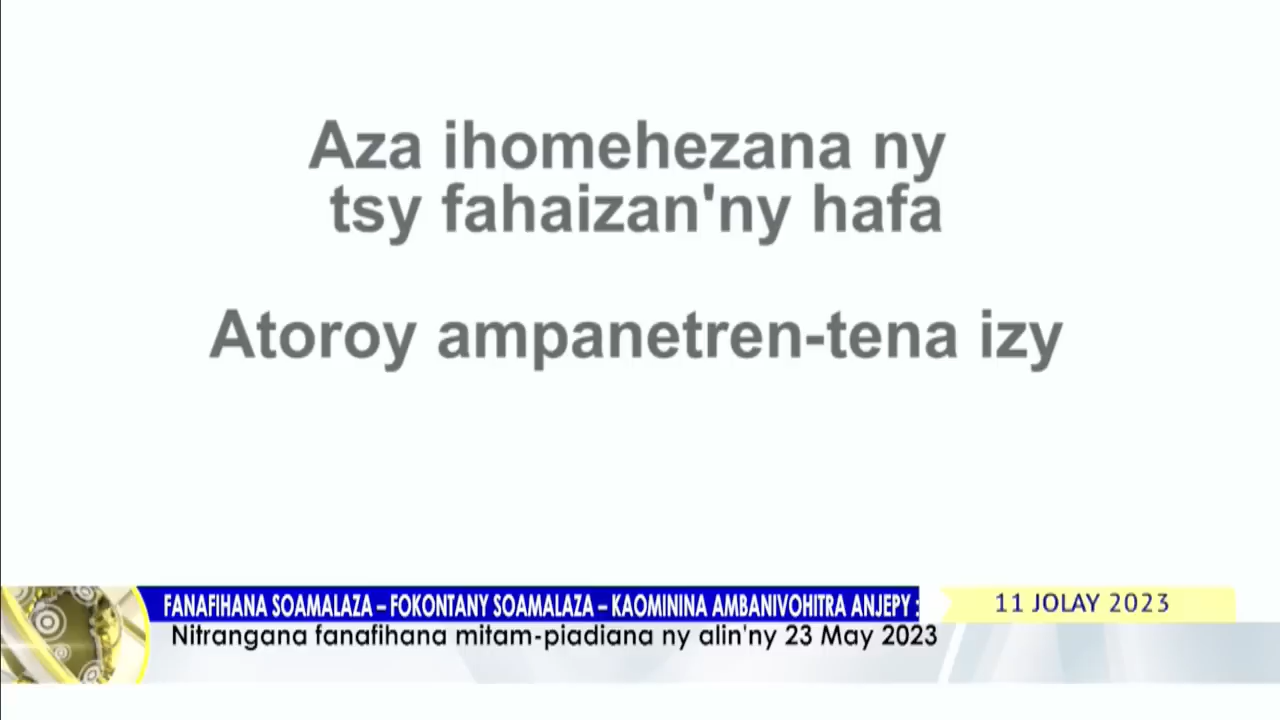 Aza ihomehezana ny
tsy fahaizan'ny hafa
Atoroy ampanetren-tena izy
FANAFIHANA SOAMALAZA – FOKONTANY SOAMALAZA – KAOMININA AMBANIVOHITRA ANJEPY :
11 JOLAY 2023
Nitrangana fanafihana mitam-piadiana ny alin'ny 23 May 2023